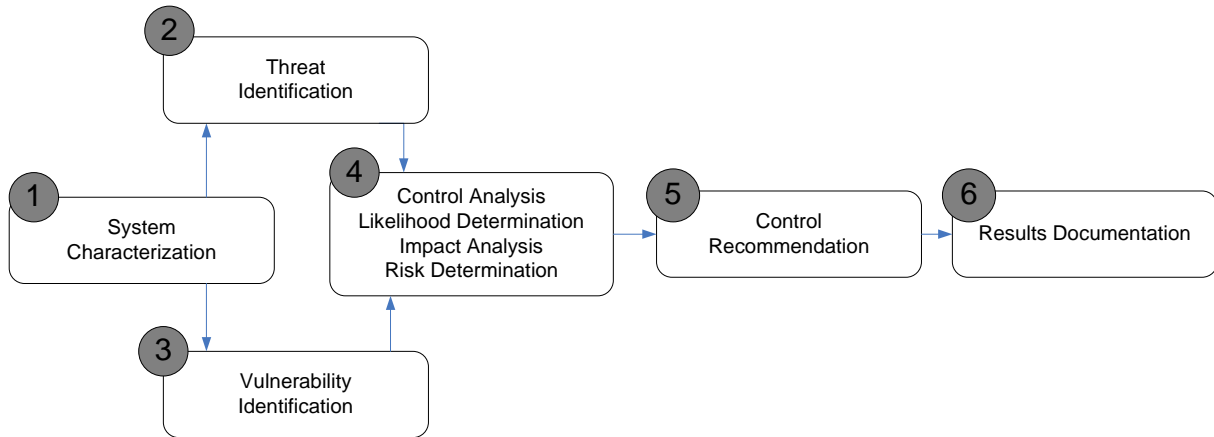 1
System
Characterization
2
Threat
Identification
3
Vulnerability
Identification
4
Control Analysis
Likelihood Determination
Impact Analysis
Risk Determination
5
Control
Recommendation
6
Results Documentation